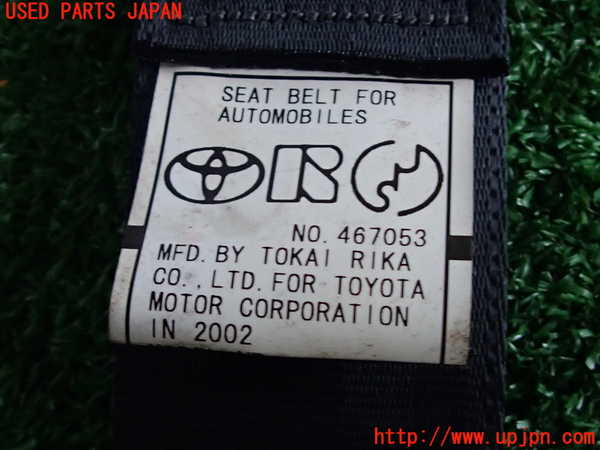 USED PARTS JAPAN
SEAT BELT FOR
AUTOMOBILES
NO. 467053
MFD. BY TOKAI RIKA
CO., LTD. FOR TOYOTA
MOTOR CORPORATION
IN 2002
http://www.upjpn.com/